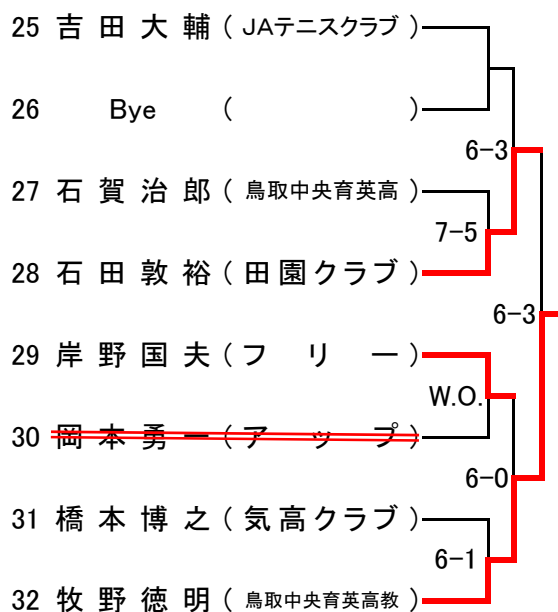 25 吉田大輔 ( JAテニスクラブ )
26 Bye ( )
6-3
27 石賀治郎 ( 鳥取中央育英高 )
7-5
28 石田敦裕 ( 田園クラブ )
6-3
29 岸野国夫 ( フリー )
W.O.
30 岡本勇一 ( アップ )
6-0
31 橋本博之 ( 気高クラブ )
6-1
32 牧野徳明 ( 鳥取中央育英高教 )